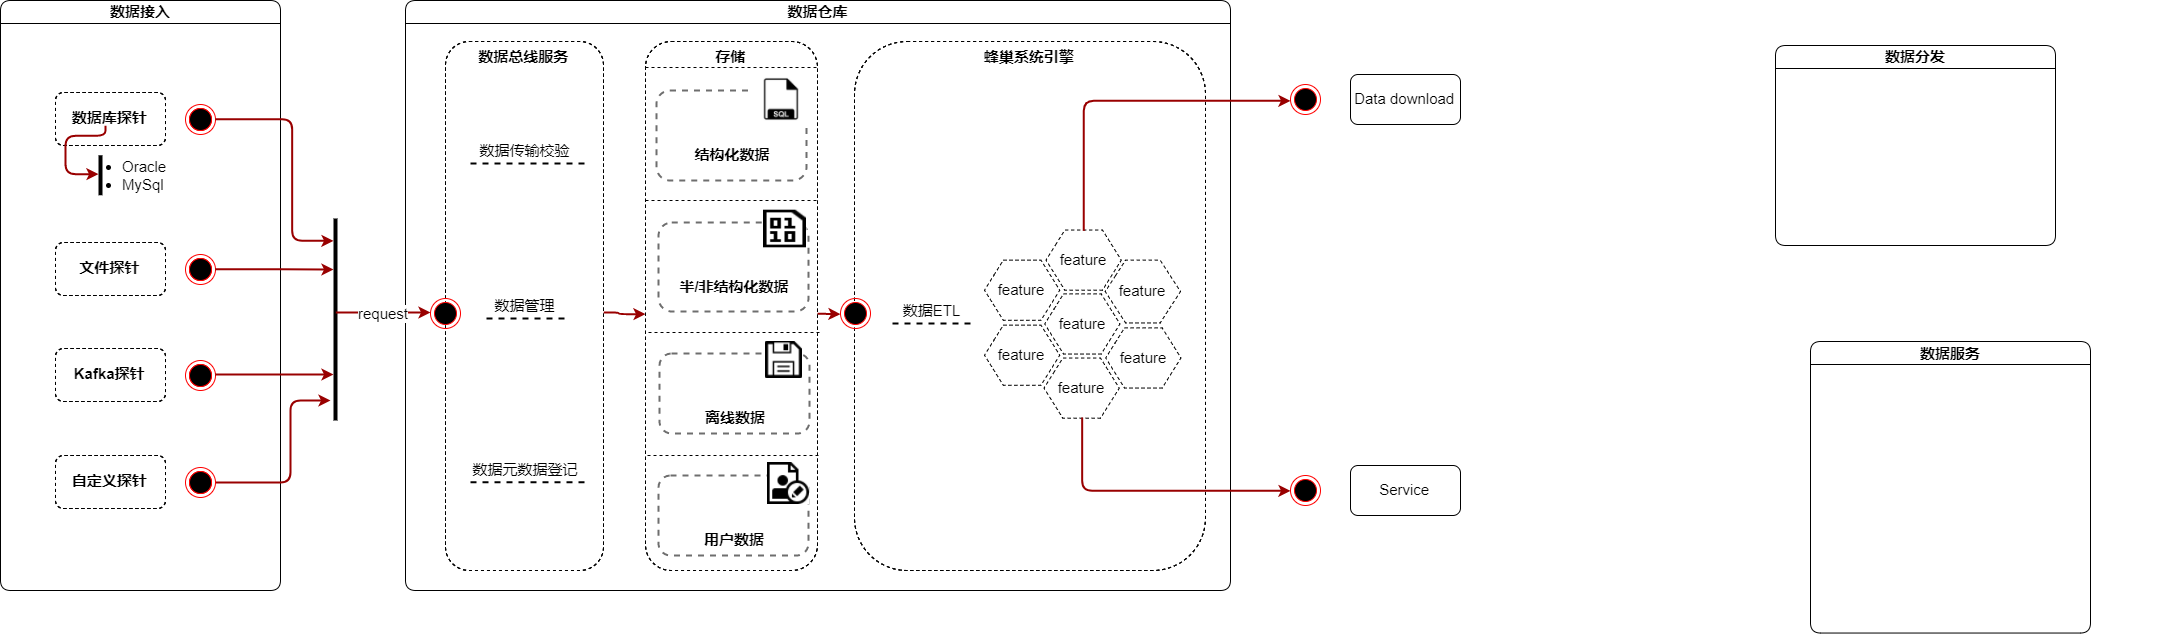 数据接入
数据库探针
Oracle
MySql
文件探针
Kafka探针
自定义探针
request
数据仓库
数据总线服务
数据传输校验
数据管理
数据元数据登记
存储
SQL
结构化数据
01
10
半/非结构化数据
离线数据
用户数据
蜂巢系统引擎
数据ETL
feature
feature
feature
feature
feature
feature
feature
Data download
Service
数据分发
数据服务